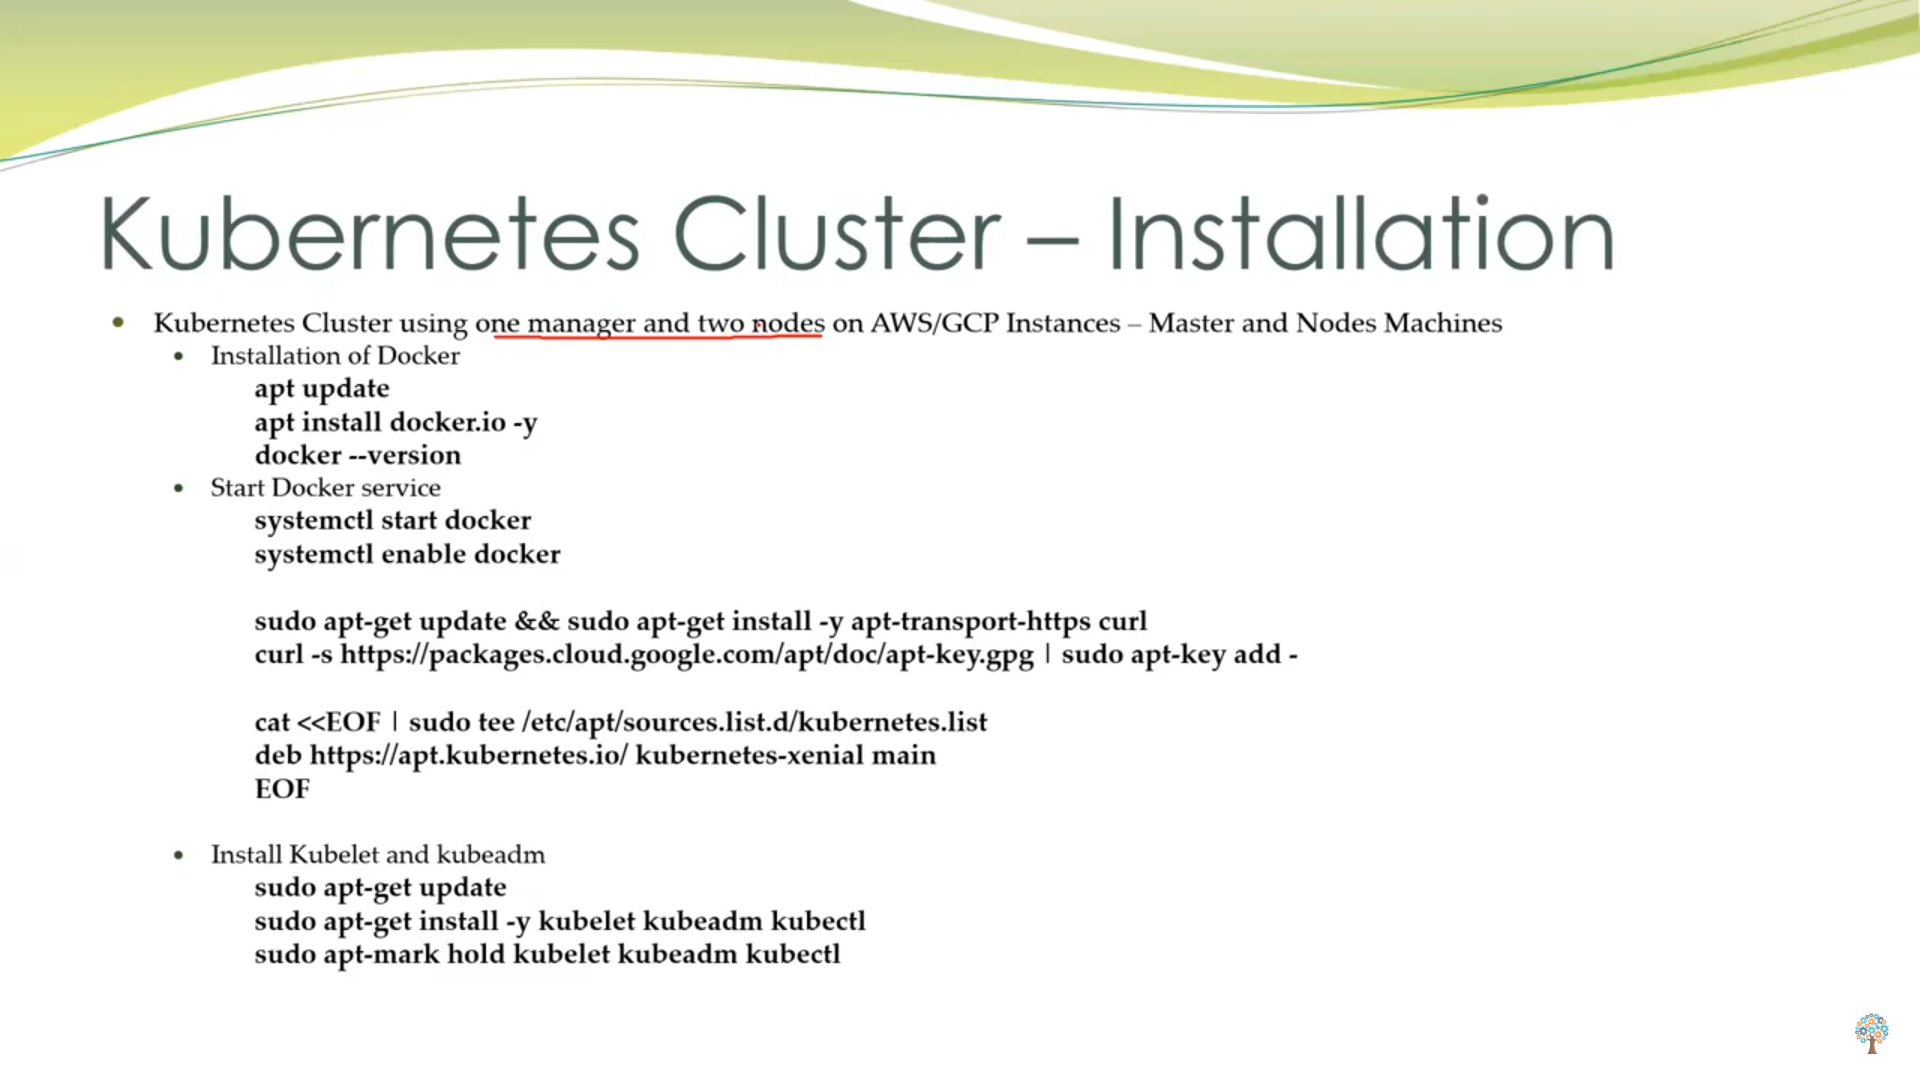 Kubernetes Cluster – Installation
Kubernetes Cluster using one manager and two nodes on AWS/GCP Instances – Master and Nodes Machines
Installation of Docker
apt update
apt install docker.io -y
docker --version
Start Docker service
systemctl start docker
systemctl enable docker
sudo apt-get update && sudo apt-get install -y apt-transport-https curl
curl -s https://packages.cloud.google.com/apt/doc/apt-key.gpg | sudo apt-key add -
cat <<EOF | sudo tee /etc/apt/sources.list.d/kubernetes.list
deb https://apt.kubernetes.io/ kubernetes-xenial main
EOF
Install Kubelet and kubeadm
sudo apt-get update
sudo apt-get install -y kubelet kubeadm kubectl
sudo apt-mark hold kubelet kubeadm kubectl